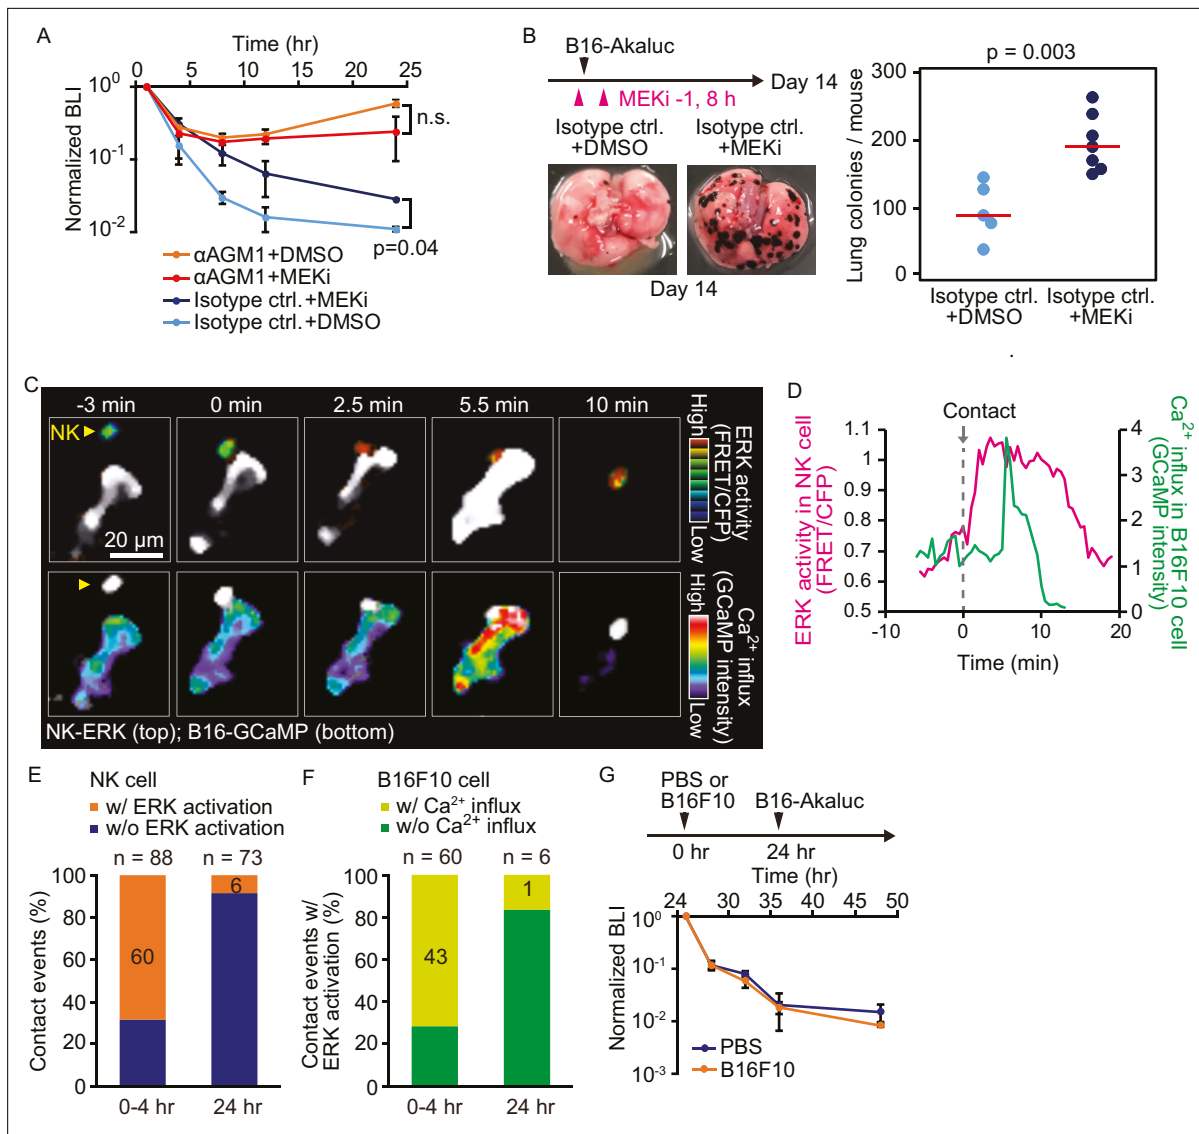 A
Time (hr)
0 5 10 15 20 25
Normalized BLI
10⁰
10⁻¹
10⁻²
n.s.
p=0.04
αAGM1+DMSO
αAGM1+MEKi
Isotype ctrl.+MEKi
Isotype ctrl.+DMSO
B
B16-Akaluc
Day 14
MEKi -1, 8 h
Isotype ctrl. +DMSO
Isotype ctrl. +MEKi
Day 14
p = 0.003
Lung colonies / mouse
300
200
100
0
Isotype ctrl. +DMSO
Isotype ctrl. +MEKi
C
-3 min 0 min 2.5 min 5.5 min 10 min
NK
20 µm
High
Low
ERK activity
(FRET/CFP)
High
Low
Ca²⁺ influx
(GCaMP intensity)
NK-ERK (top); B16-GCaMP (bottom)
D
Contact
ERK activity in NK cell
(FRET/CFP)
1.1
1
0.9
0.8
0.7
0.6
0.5
Ca²⁺ influx in B16F10 cell
(GCaMP intensity)
4
3
2
1
0
-10 0 10 20
Time (min)
E
NK cell
w/ ERK activation
w/o ERK activation
n = 88 n = 73
Contact events (%)
100
80
60
40
20
0
60
6
0-4 hr 24 hr
F
B16F10 cell
w/ Ca²⁺ influx
w/o Ca²⁺ influx
n = 60 n = 6
Contact events w/
ERK activation (%)
100
80
60
40
20
0
43
1
0-4 hr 24 hr
G
PBS or
B16F10
B16-Akaluc
0 hr 24 hr
Time (hr)
24 30 35 40 45 50
Normalized BLI
10⁰
10⁻¹
10⁻²
10⁻³
PBS
B16F10